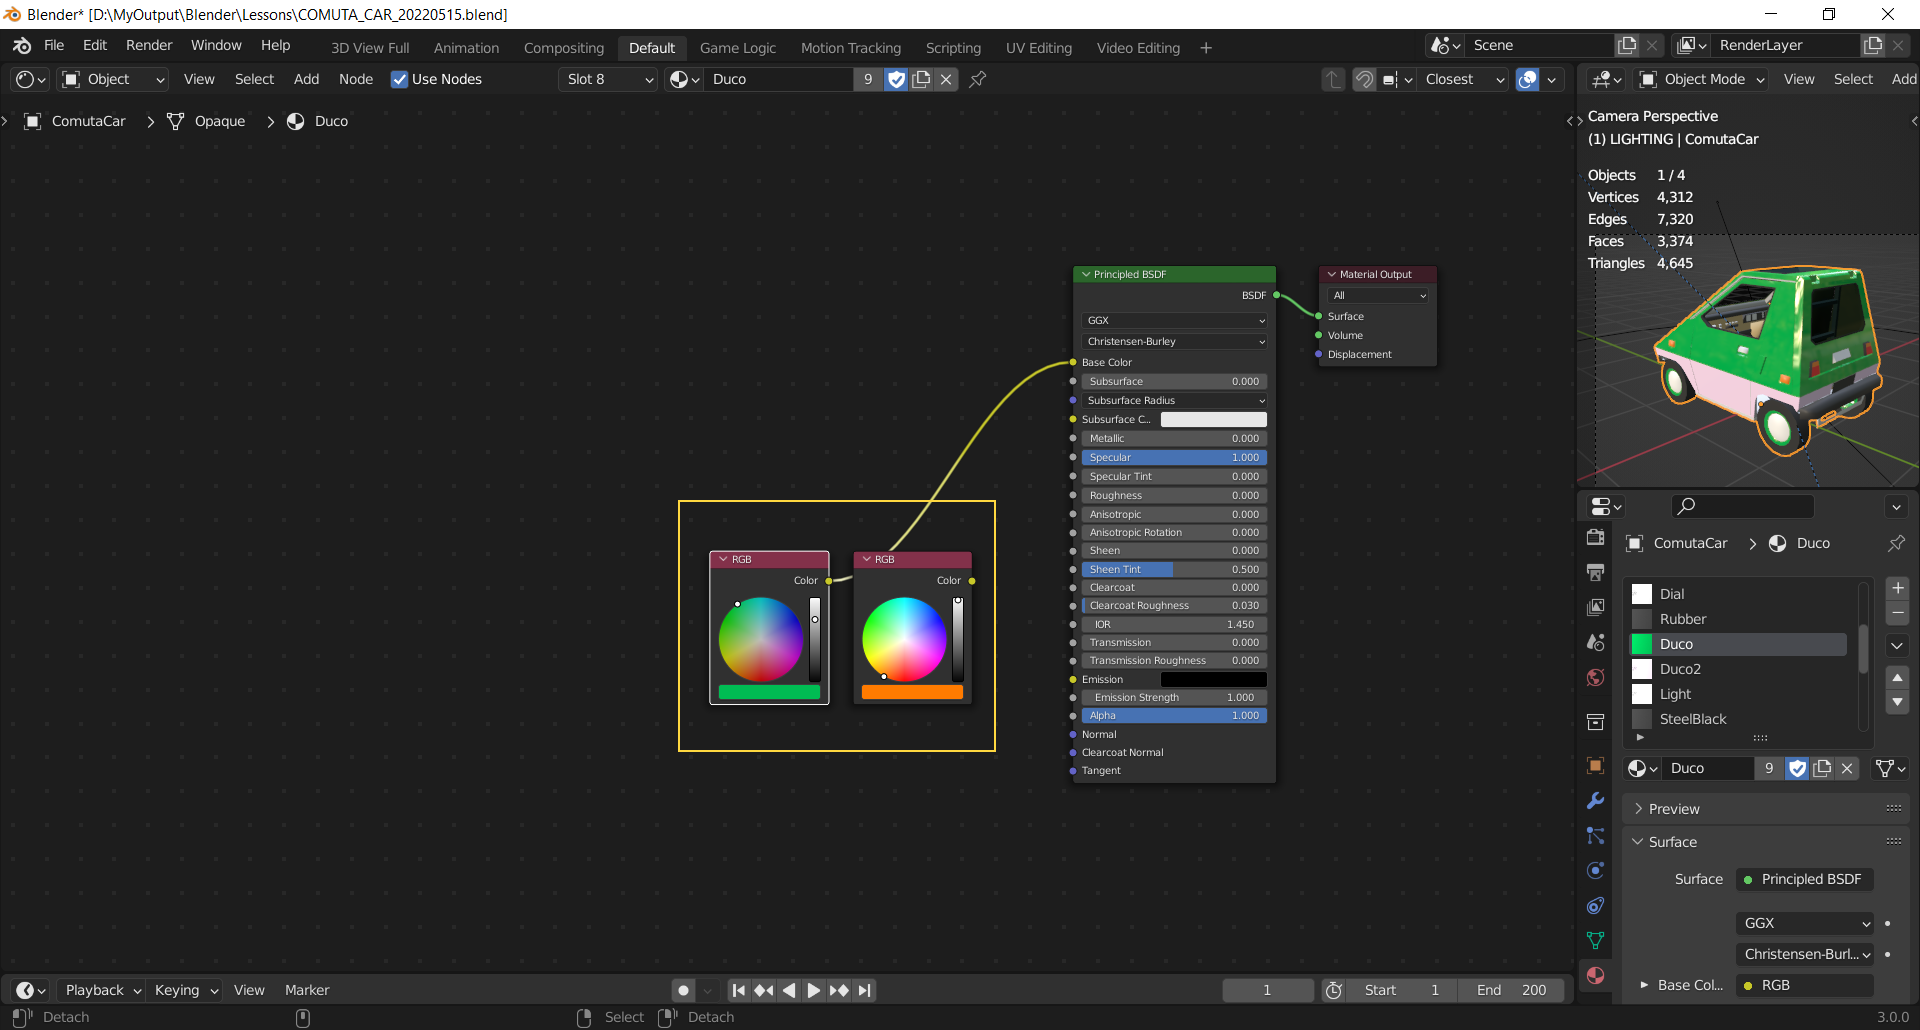 Blender* [D:\MyOutput\Blender\Lessons\COMUTA_CAR_20220515.blend]
File Edit Render Window Help 3D View Full Animation Compositing Default Game Logic Motion Tracking Scripting UV Editing Video Editing + Scene RenderLayer
Object View Select Add Node Use Nodes Slot 8 Duco 9 Closest Object Mode View Select Add
ComutaCar > Opaque > Duco
Camera Perspective
(1) LIGHTING | ComutaCar
Objects 1 / 4
Vertices 4,312
Edges 7,320
Faces 3,374
Triangles 4,645
Principled BSDF
BSDF
GGX
Christensen-Burley
Base Color
Subsurface 0.000
Subsurface Radius
Subsurface C...
Metallic 0.000
Specular 1.000
Specular Tint 0.000
Roughness 0.000
Anisotropic 0.000
Anisotropic Rotation 0.000
Sheen 0.000
Sheen Tint 0.500
Clearcoat 0.000
Clearcoat Roughness 0.030
IOR 1.450
Transmission 0.000
Transmission Roughness 0.000
Emission
Emission Strength 1.000
Alpha 1.000
Normal
Clearcoat Normal
Tangent
Material Output
All
Surface
Volume
Displacement
RGB
Color
RGB
Color
ComutaCar > Duco
Dial
Rubber
Duco
Duco2
Light
SteelBlack
Duco 9
Preview
Surface
Surface Principled BSDF
GGX
Christensen-Burl...
Base Col... RGB
Playback Keying View Marker 1 Start 1 End 200
Detach Select Detach 3.0.0